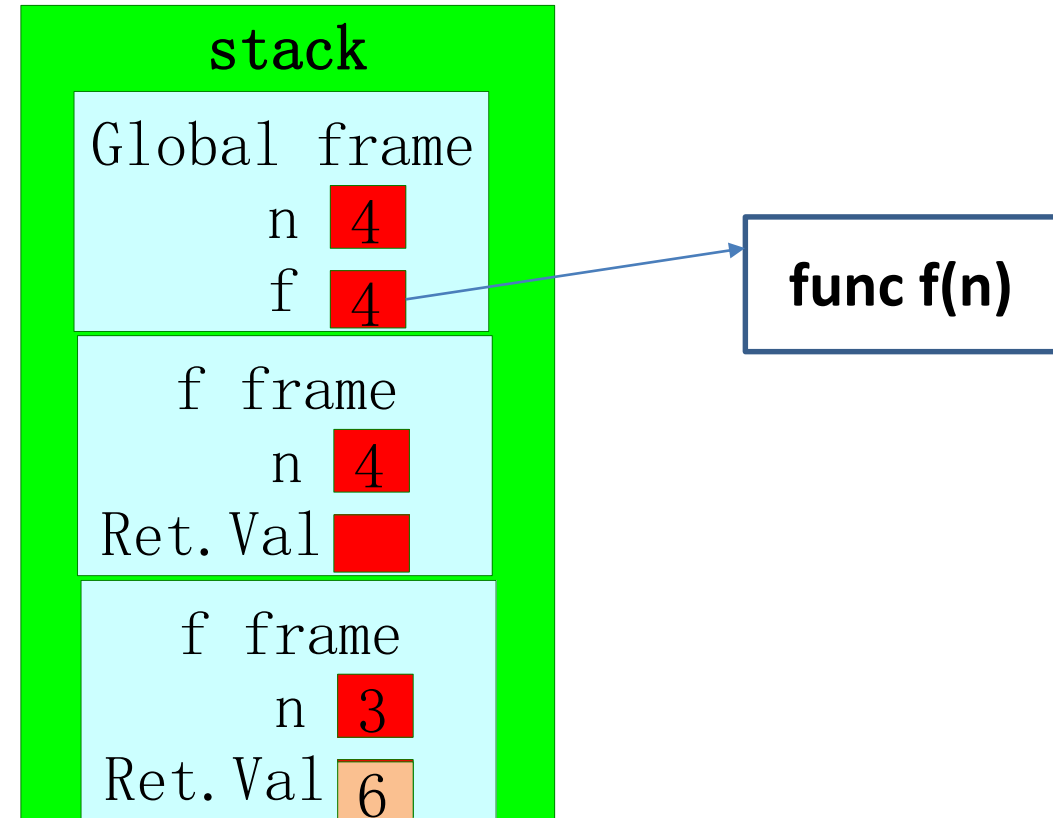 stack
Global frame
n 4
f 4
func f(n)
f frame
n 4
Ret.Val
f frame
n 3
Ret.Val 6